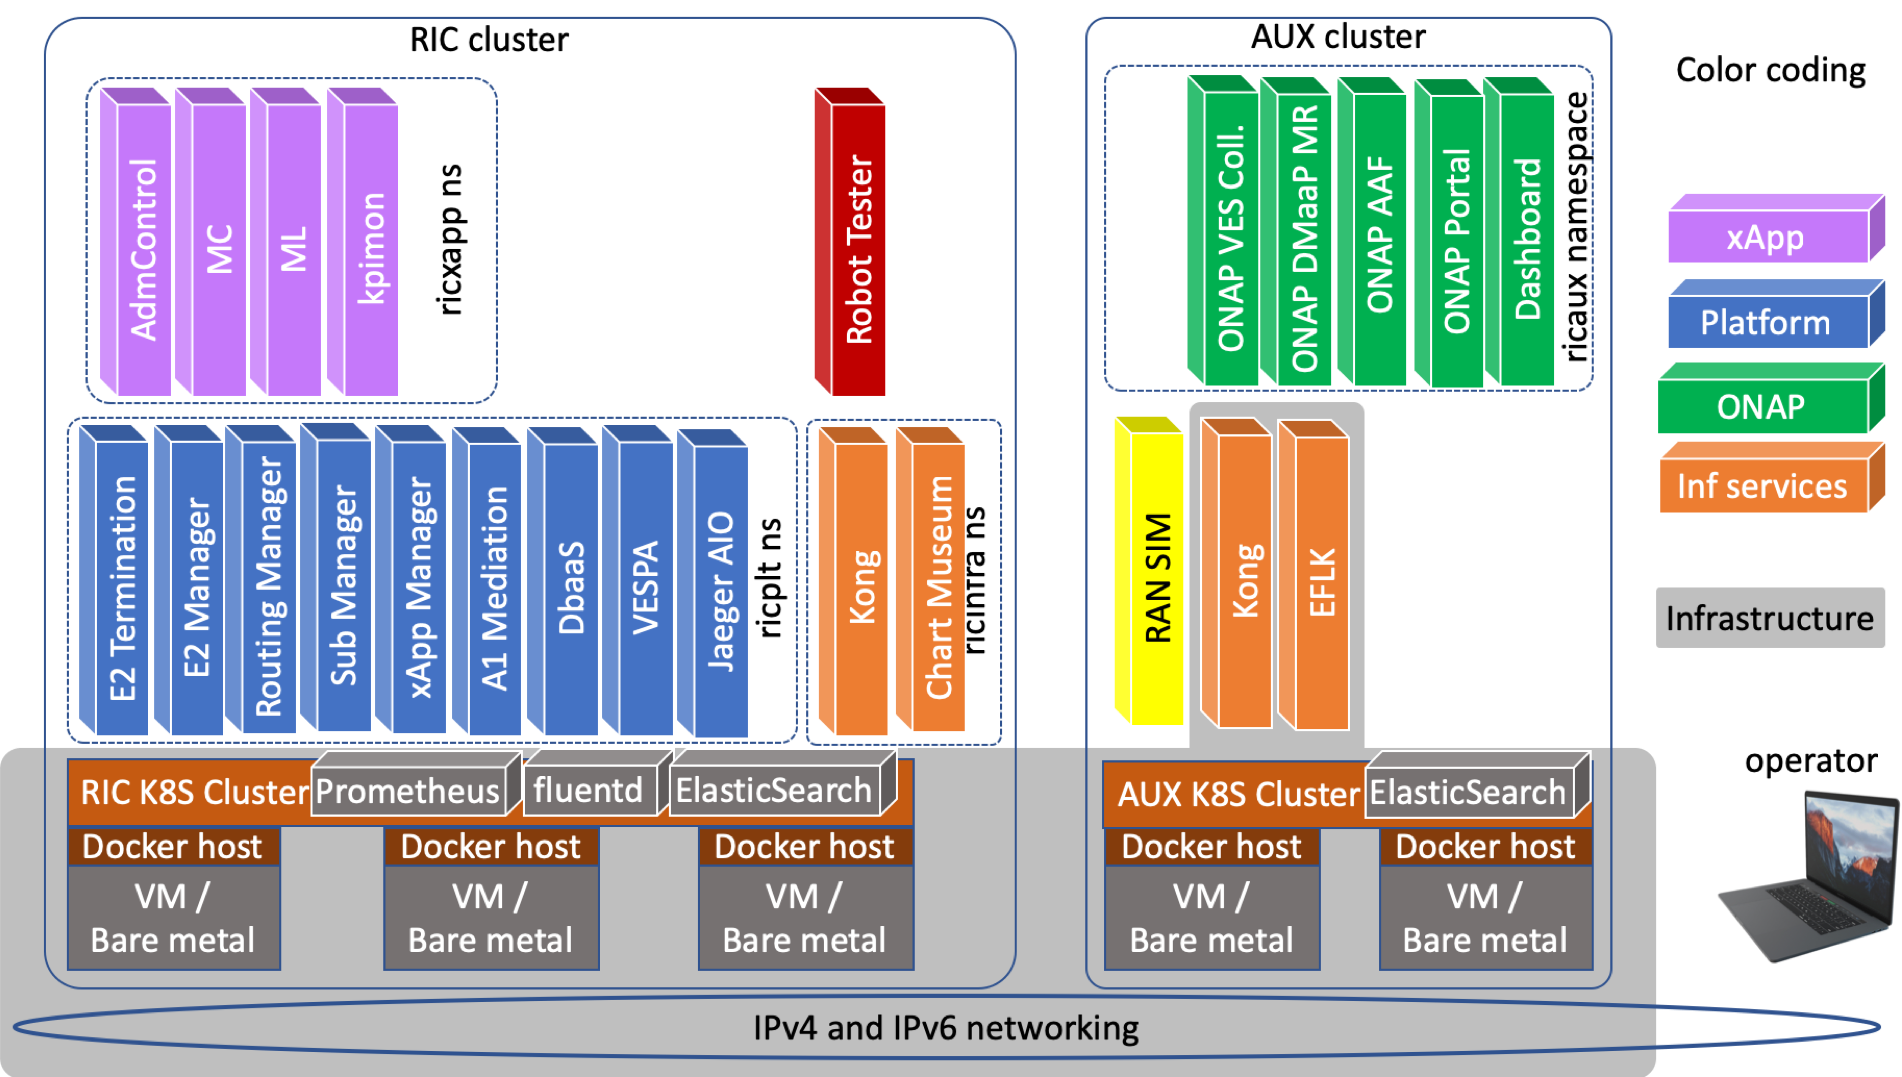 RIC cluster
AdmControl
MC
ML
kpimon
ricxapp ns
Robot Tester
E2 Termination
E2 Manager
Routing Manager
Sub Manager
xApp Manager
A1 Mediation
DbaaS
VESPA
Jaeger AIO
ricplt ns
Kong
Chart Museum
ricinfra ns
RIC K8S Cluster
Prometheus
fluentd
ElasticSearch
Docker host
VM /
Bare metal
Docker host
VM /
Bare metal
Docker host
VM /
Bare metal
AUX cluster
ONAP VES Coll.
ONAP DMaaP MR
ONAP AAF
ONAP Portal
Dashboard
ricaux namespace
RAN SIM
Kong
EFLK
AUX K8S Cluster
ElasticSearch
Docker host
VM /
Bare metal
Docker host
VM /
Bare metal
IPv4 and IPv6 networking
Color coding
xApp
Platform
ONAP
Inf services
Infrastructure
operator